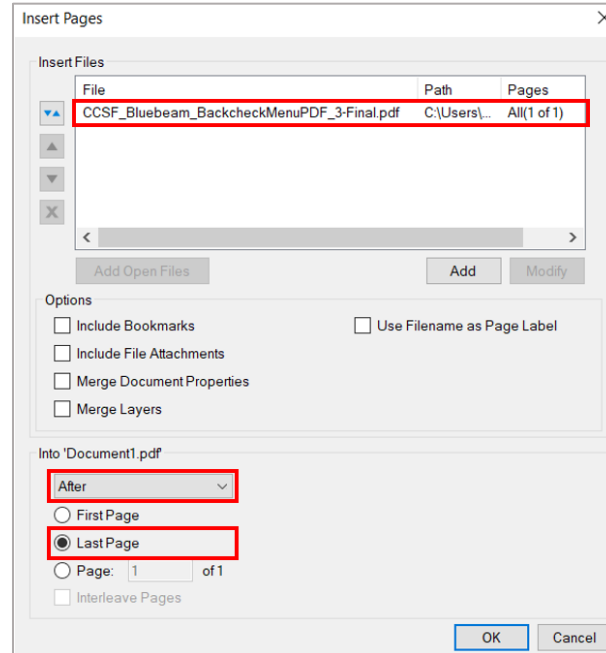 Insert Pages
Insert Files
File Path Pages
CCSF_Bluebeam_BackcheckMenuPDF_3-Final.pdf C:\Users\... All(1 of 1)
Add Open Files Add Modify
Options
Include Bookmarks Use Filename as Page Label
Include File Attachments
Merge Document Properties
Merge Layers
Into 'Document1.pdf'
After
First Page
Last Page
Page: 1 of 1
Interleave Pages
OK Cancel